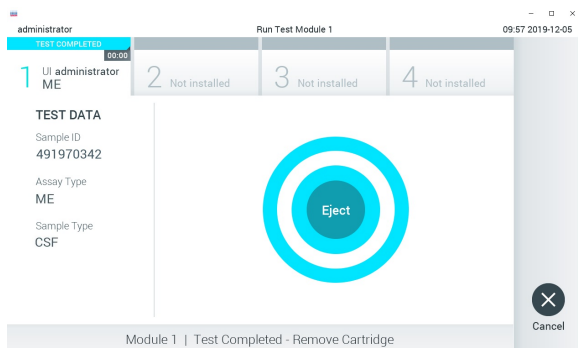 administrator
Run Test Module 1
09:57 2019-12-05
TEST COMPLETED
00:00
1 UI administrator
ME
2 Not installed
3 Not installed
4 Not installed
TEST DATA
Sample ID
491970342
Assay Type
ME
Sample Type
CSF
Eject
Cancel
Module 1 | Test Completed - Remove Cartridge